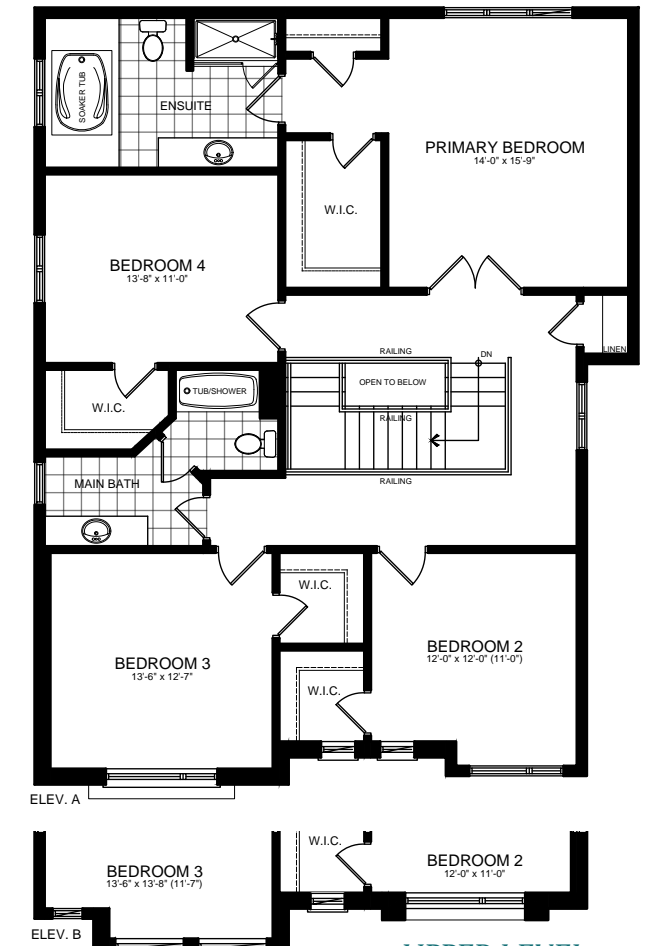 SOAKER TUB
ENSUITE
PRIMARY BEDROOM
14'-0" x 15'-9"
W.I.C.
BEDROOM 4
13'-8" x 11'-0"
LINEN
RAILING
DN
OPEN TO BELOW
TUB/SHOWER
W.I.C.
RAILING
MAIN BATH
RAILING
W.I.C.
BEDROOM 2
12'-0" x 12'-0" (11'-0")
BEDROOM 3
13'-6" x 12'-7"
W.I.C.
ELEV. A
W.I.C.
BEDROOM 2
12'-0" x 11'-0"
BEDROOM 3
13'-6" x 13'-8" (11'-7")
ELEV. B
UPPER LEVEL